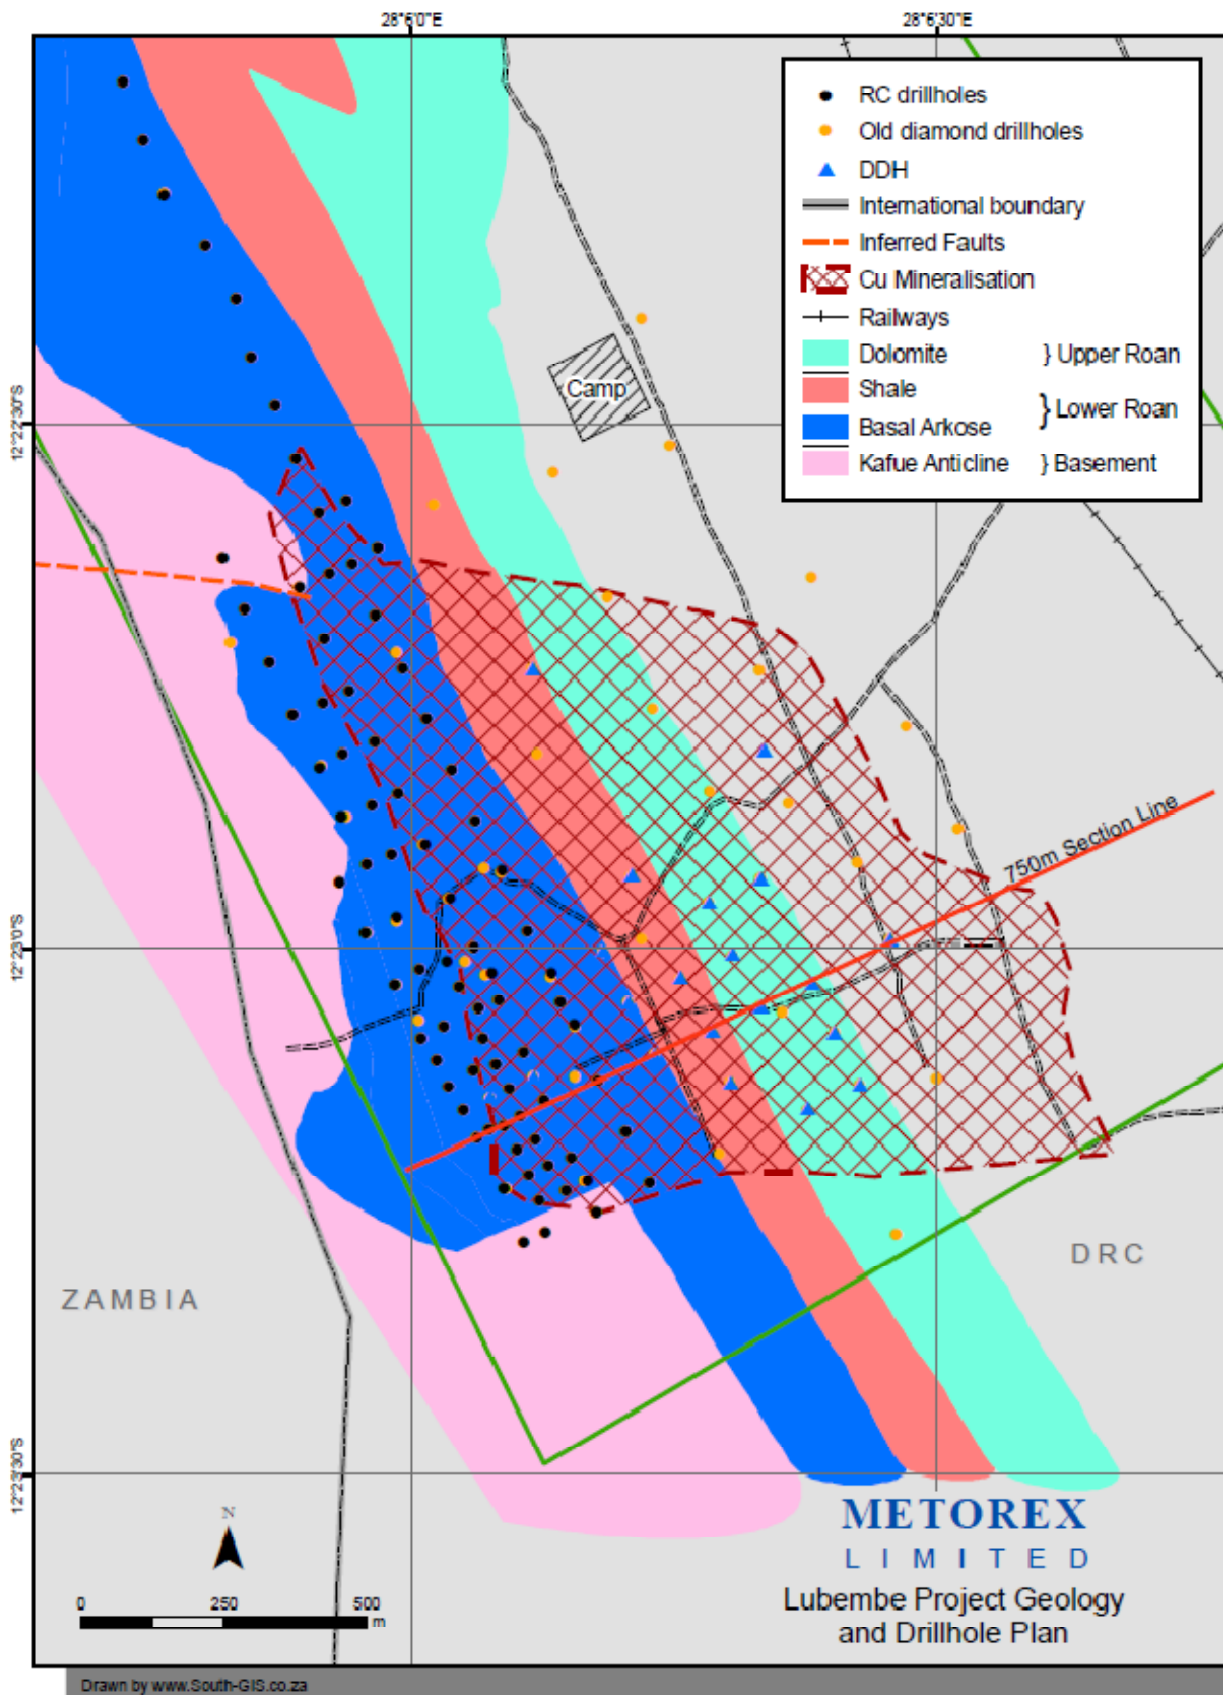 28°6'0"E
28°6'30"E
RC drillholes
Old diamond drillholes
DDH
International boundary
Inferred Faults
Cu Mineralisation
Railways
Dolomite } Upper Roan
Shale
} Lower Roan
Basal Arkose
Kafue Anticline } Basement
Camp
12°22'30"S
750m Section Line
12°23'0"S
DRC
ZAMBIA
12°23'30"S
N
METOREX
LIMITED
0 250 500
m
Lubembe Project Geology
and Drillhole Plan
Drawn by www.South-GIS.co.za